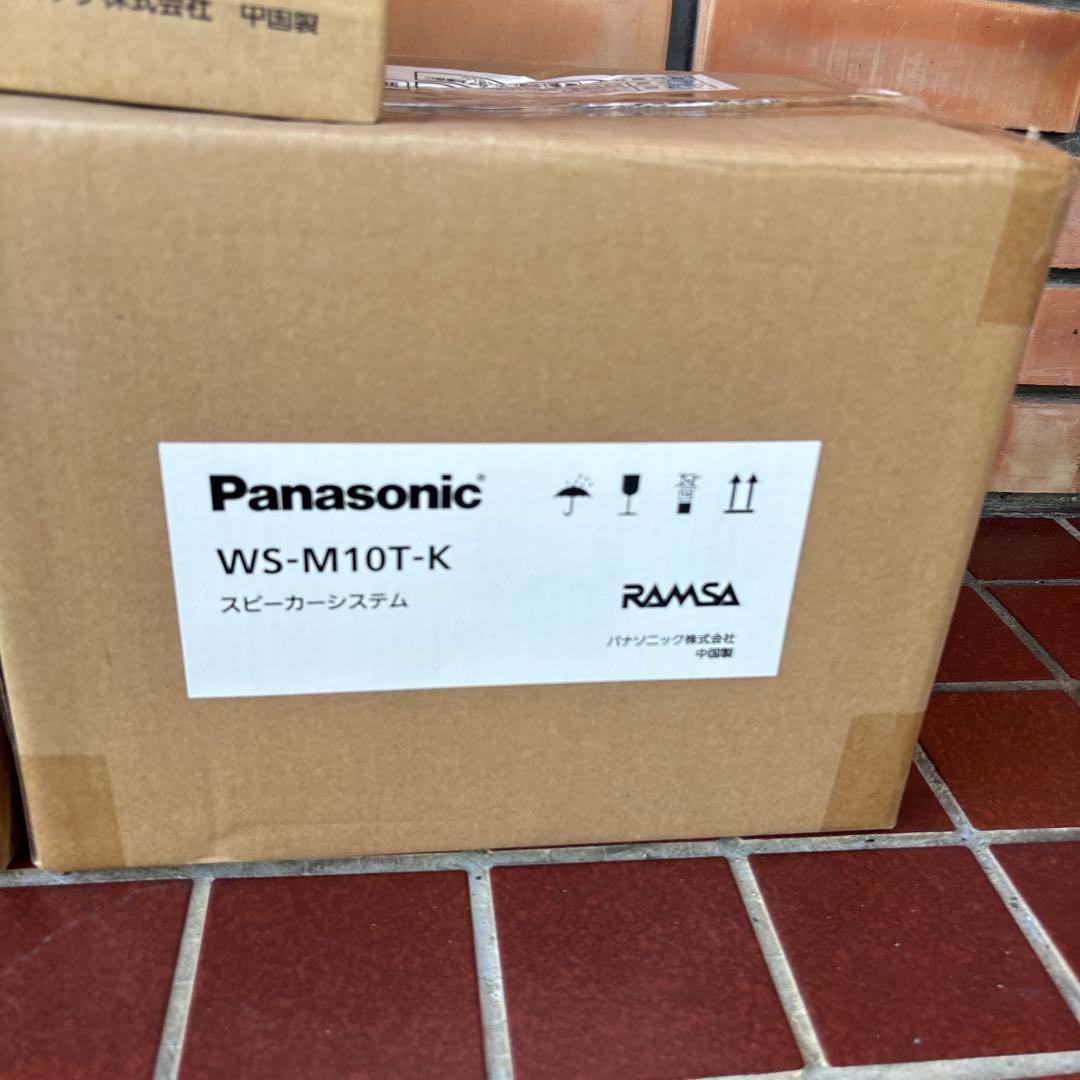 株式会社 中国製
Panasonic
WS-M10T-K
スピーカーシステム
RAMSA
パナソニック株式会社
中国製